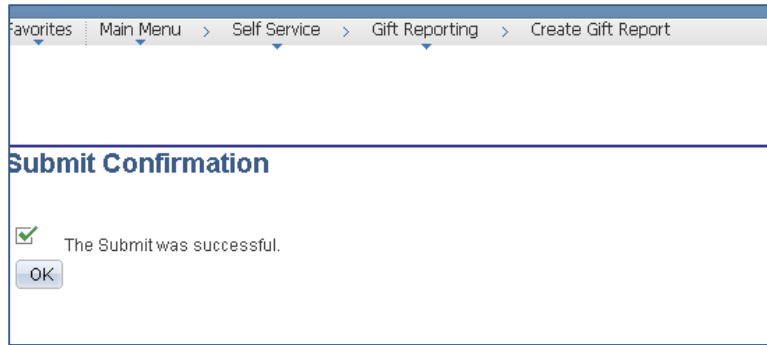 Favorites Main Menu > Self Service > Gift Reporting > Create Gift Report
Submit Confirmation
The Submit was successful.
OK